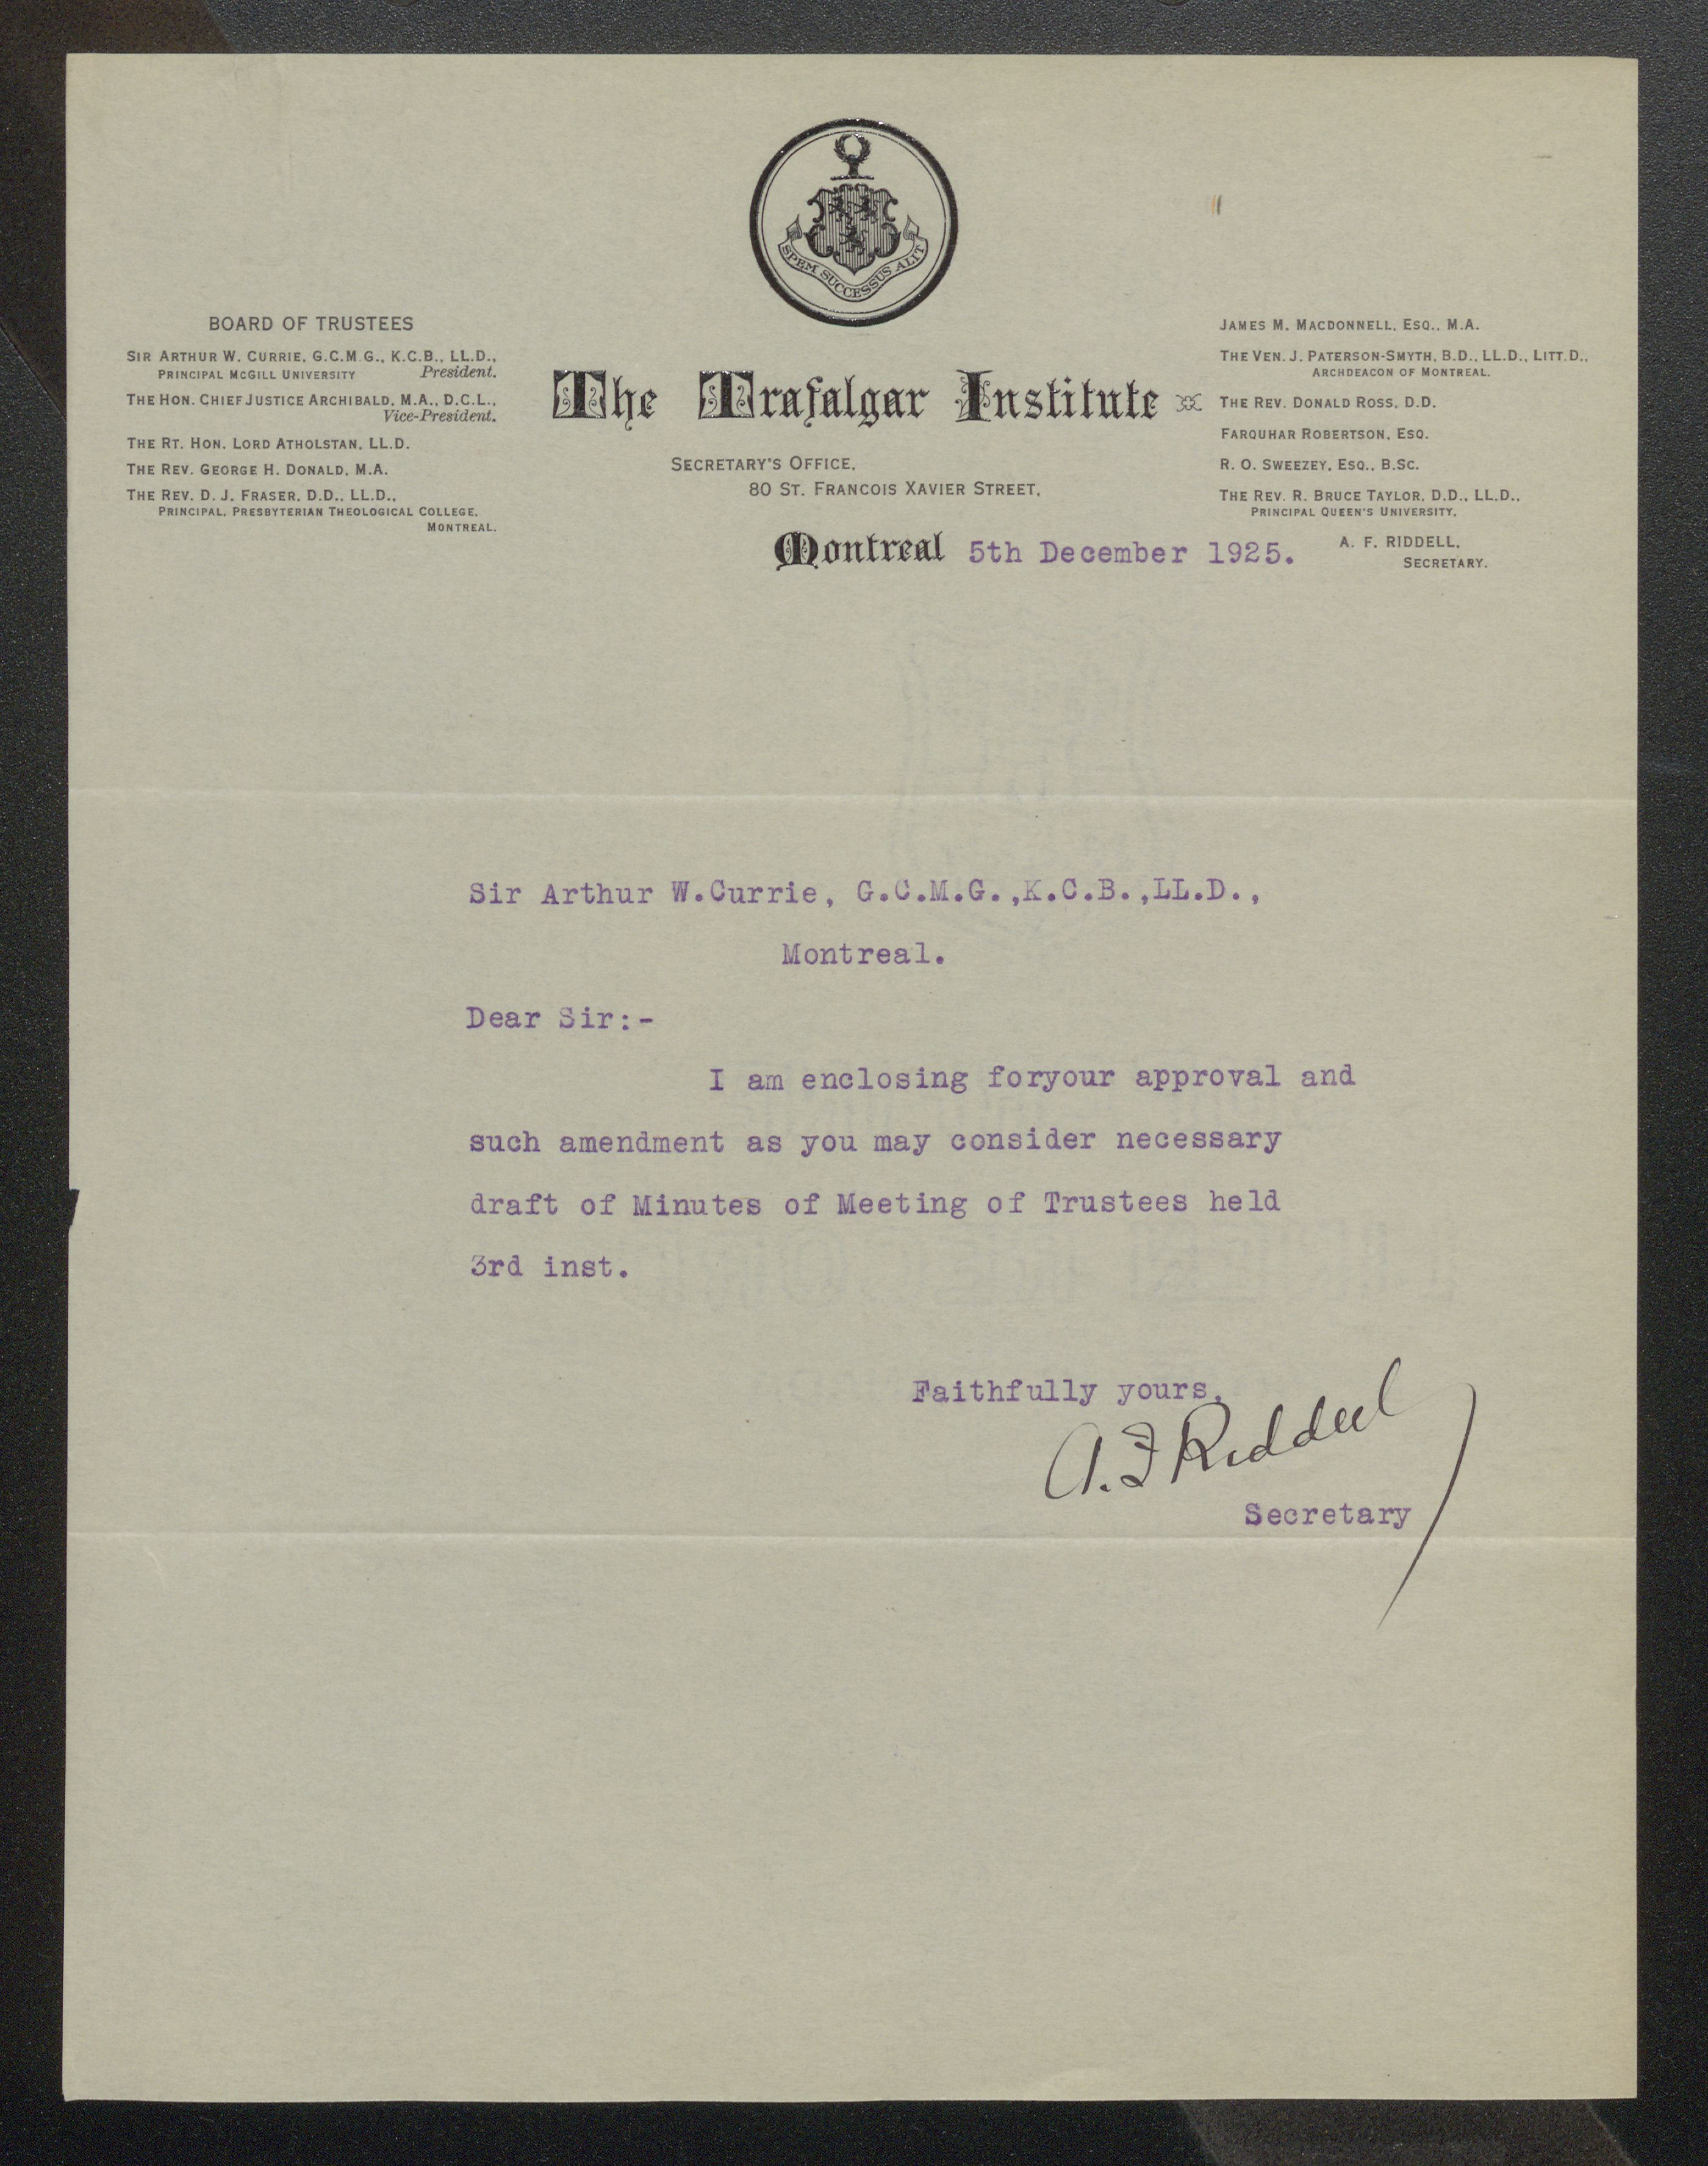 SPEM SUCCESSUS ALIT
BOARD OF TRUSTEES
SIR ARTHUR W. CURRIE, G.C.M.G., K.C.B., LL.D.,
PRINCIPAL MCGILL UNIVERSITY President.
THE HON. CHIEF JUSTICE ARCHIBALD, M.A., D.C.L.,
Vice-President.
THE RT. HON. LORD ATHOLSTAN, LL.D.
THE REV. GEORGE H. DONALD, M.A.
THE REV. D. J. FRASER, D.D., LL.D.,
PRINCIPAL, PRESBYTERIAN THEOLOGICAL COLLEGE,
MONTREAL.
The Trafalgar Institute
SECRETARY'S OFFICE,
80 ST. FRANCOIS XAVIER STREET,
Montreal 5th December 1925.
JAMES M. MACDONNELL, ESQ., M.A.
THE VEN. J. PATERSON-SMYTH, B.D., LL.D., LITT.D.,
ARCHDEACON OF MONTREAL.
THE REV. DONALD ROSS, D.D.
FARQUHAR ROBERTSON, ESQ.
R. O. SWEEZEY, ESQ., B.SC.
THE REV. R. BRUCE TAYLOR, D.D., LL.D.,
PRINCIPAL QUEEN'S UNIVERSITY.
A. F. RIDDELL,
SECRETARY.
Sir Arthur W.Currie, G.C.M.G.,K.C.B.,LL.D.,
Montreal.
Dear Sir:-
I am enclosing foryour approval and
such amendment as you may consider necessary
draft of Minutes of Meeting of Trustees held
3rd inst.
Faithfully yours,
A. F Riddell
Secretary